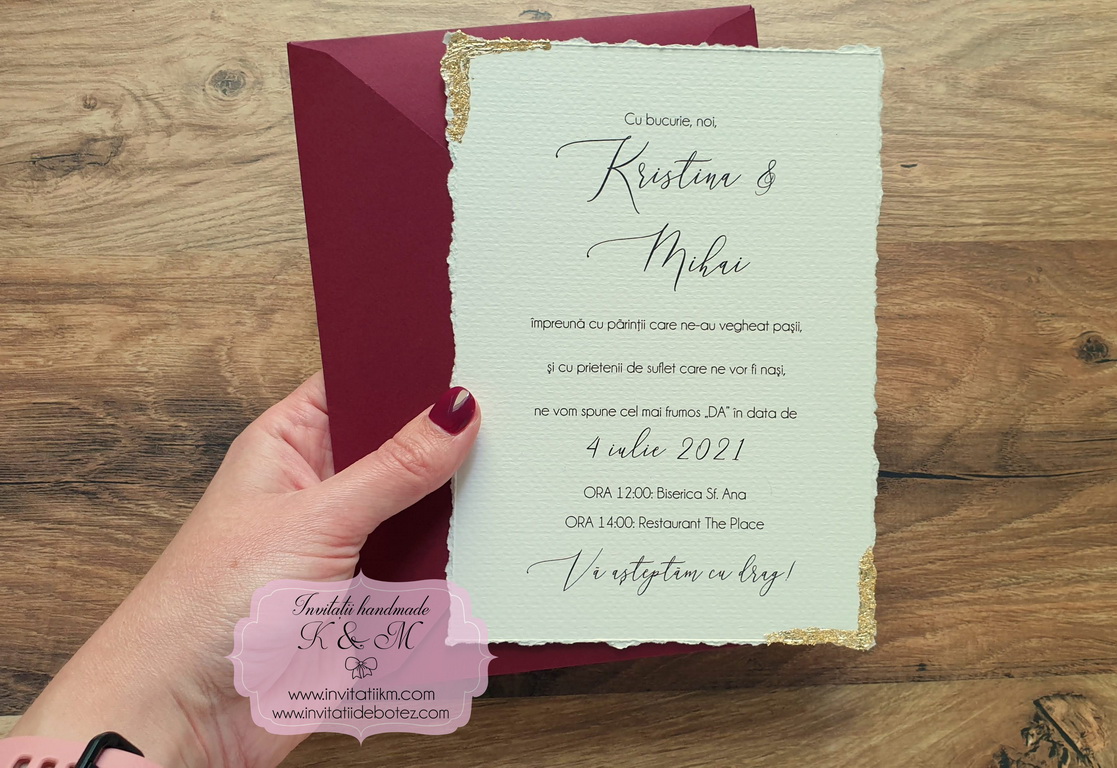 Cu bucurie, noi,
Kristina &
Mihai
împreună cu părinții care ne-au vegheat pașii,
și cu prietenii de suflet care ne vor fi nași,
ne vom spune cel mai frumos „DA” în data de
4 iulie 2021
ORA 12:00: Biserica Sf. Ana
ORA 14:00: Restaurant The Place
Vă așteptăm cu drag!
Invitații handmade
K & M
www.invitatiikm.com
www.invitatiidebotez.com